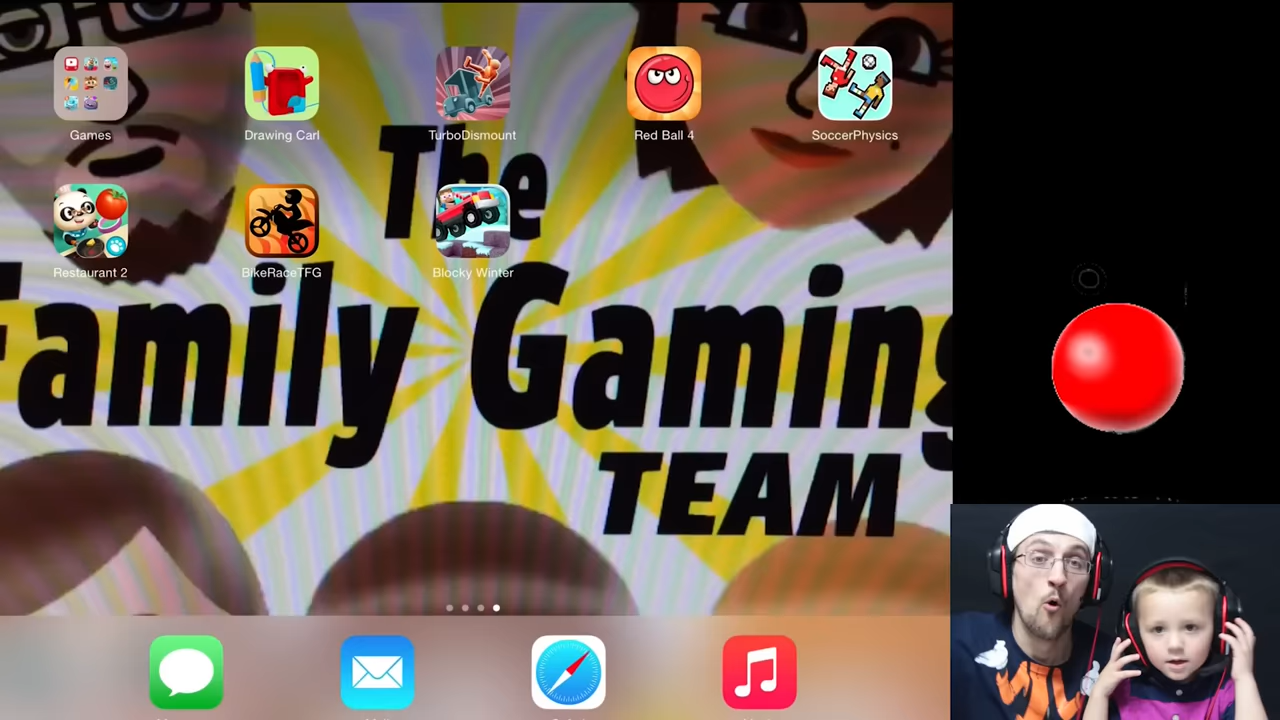 Games
Drawing Carl
TurboDismount
Red Ball 4
SoccerPhysics
Restaurant 2
BikeRaceTFG
Blocky Winter
The
Family Gaming
TEAM